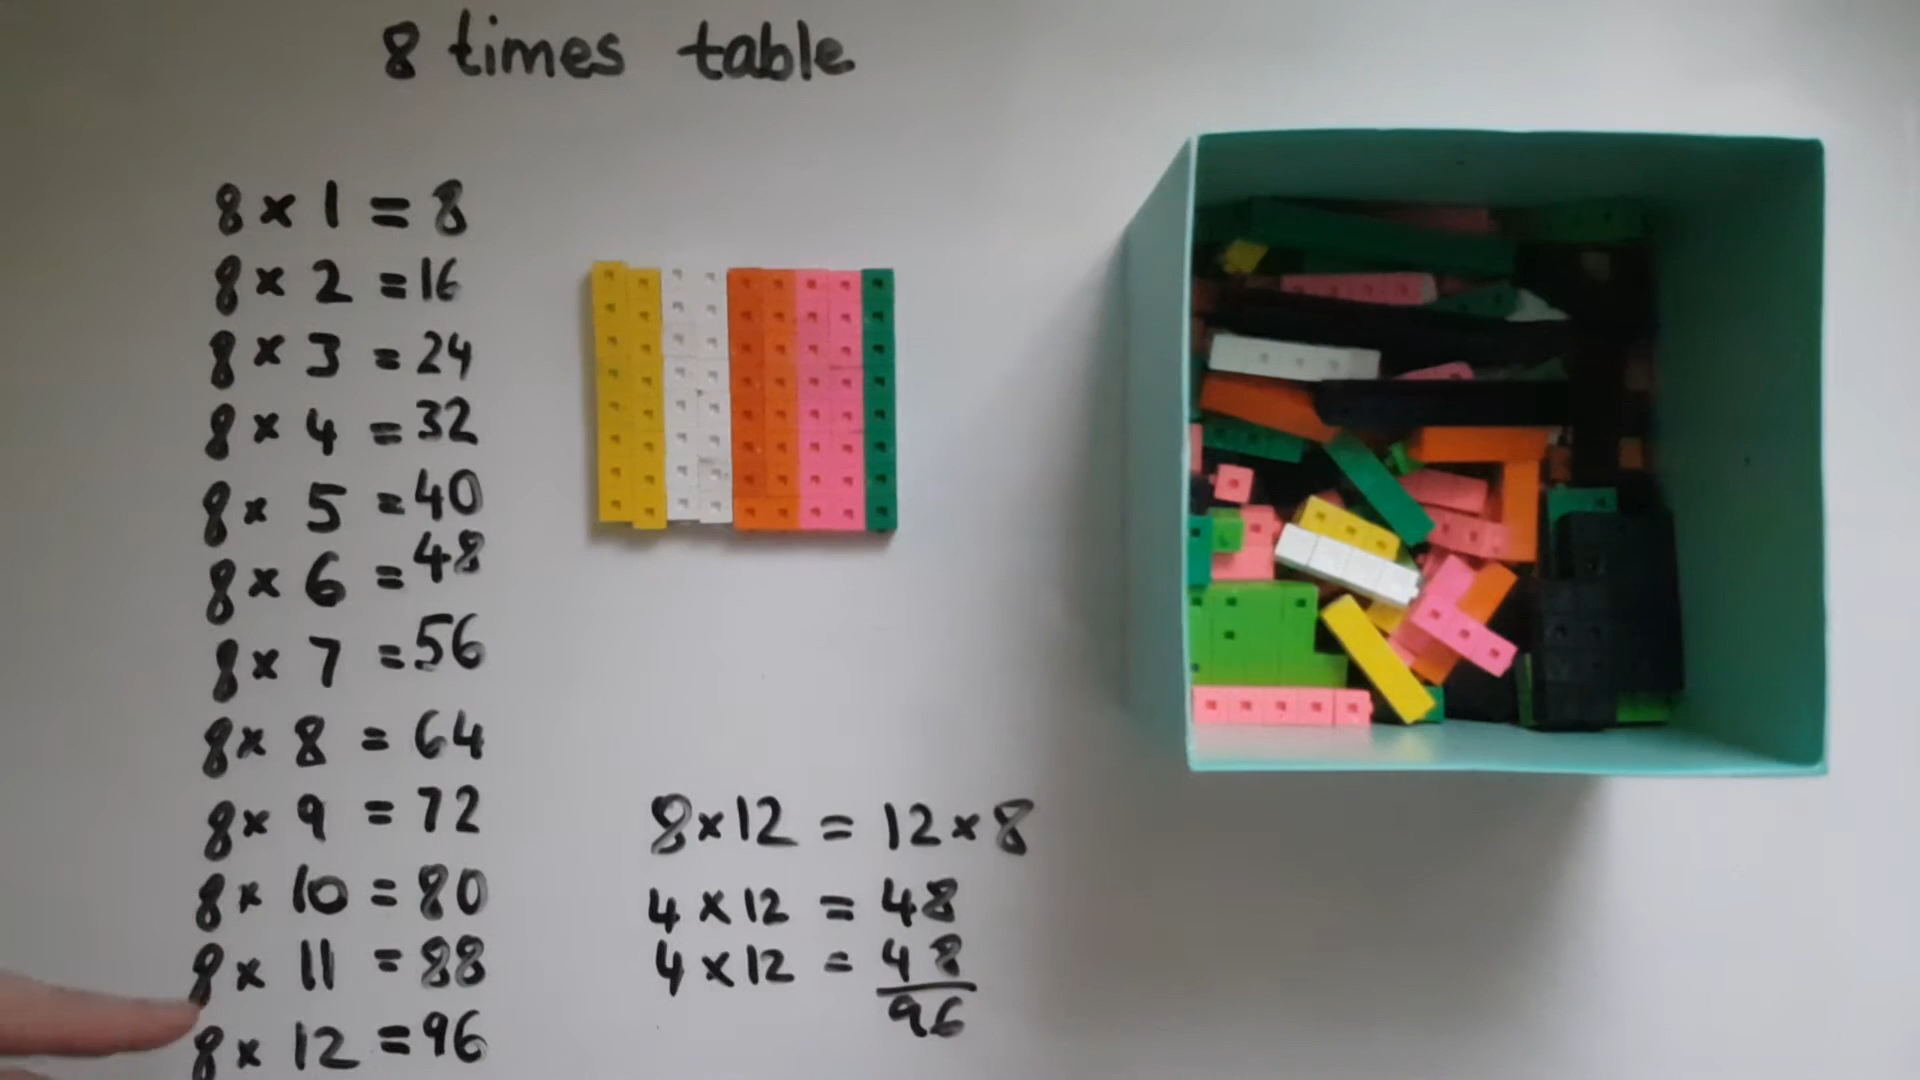 8 times table
8 × 1 = 8
8 × 2 = 16
8 × 3 = 24
8 × 4 = 32
8 × 5 = 40
8 × 6 = 48
8 × 7 = 56
8 × 8 = 64
8 × 9 = 72
8 × 10 = 80
8 × 11 = 88
8 × 12 = 96
8 × 12 = 12 × 8
4 × 12 = 48
4 × 12 = 48
96